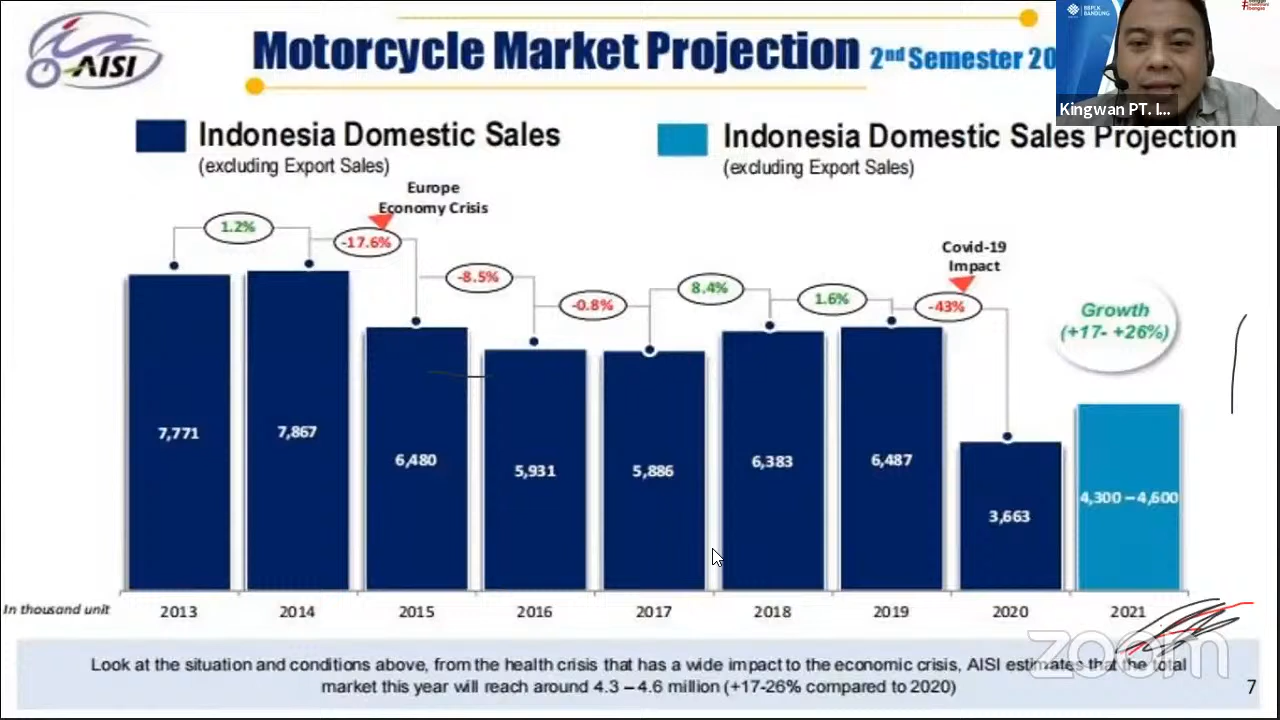 AISI
Motorcycle Market Projection 2nd Semester 20
BBPLK
BANDUNG
Kingwan PT. I...
Indonesia Domestic Sales
(excluding Export Sales)
Indonesia Domestic Sales Projection
(excluding Export Sales)
Europe
Economy Crisis
1.2%
-17.6%
-8.5%
-0.8%
8.4%
1.6%
Covid-19
Impact
-43%
Growth
(+17- +26%)
7,771
7,867
6,480
5,931
5,886
6,383
6,487
3,663
4,300 – 4,600
In thousand unit
2013 2014 2015 2016 2017 2018 2019 2020 2021
zoom
Look at the situation and conditions above, from the health crisis that has a wide impact to the economic crisis, AISI estimates that the total
market this year will reach around 4.3 – 4.6 million (+17-26% compared to 2020)
7